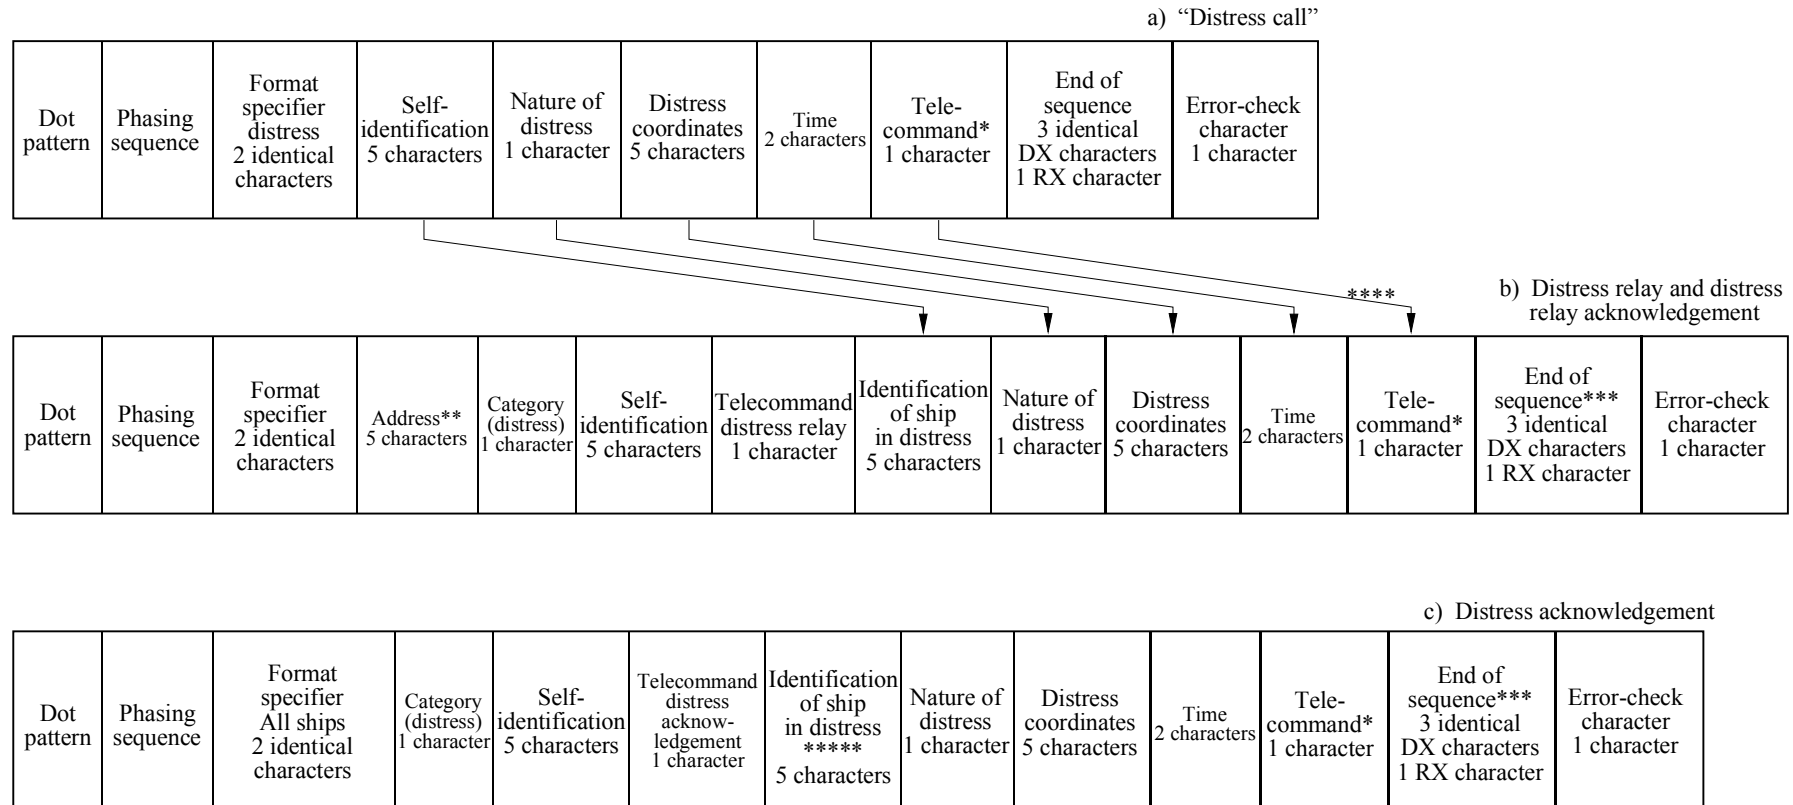 a) “Distress call”
Dot
pattern
Phasing
sequence
Format
specifier
distress
2 identical
characters
Self-
identification
5 characters
Nature of
distress
1 character
Distress
coordinates
5 characters
Time
2 characters
Tele-
command*
1 character
End of
sequence
3 identical
DX characters
1 RX character
Error-check
character
1 character
****
b) Distress relay and distress
relay acknowledgement
Dot
pattern
Phasing
sequence
Format
specifier
2 identical
characters
Address**
5 characters
Category
(distress)
1 character
Self-
identification
5 characters
Telecommand
distress relay
1 character
Identification
of ship
in distress
5 characters
Nature of
distress
1 character
Distress
coordinates
5 characters
Time
2 characters
Tele-
command*
1 character
End of
sequence***
3 identical
DX characters
1 RX character
Error-check
character
1 character
c) Distress acknowledgement
Dot
pattern
Phasing
sequence
Format
specifier
All ships
2 identical
characters
Category
(distress)
1 character
Self-
identification
5 characters
Telecommand
distress
acknow-
ledgement
1 character
Identification
of ship
in distress
*****
5 characters
Nature of
distress
1 character
Distress
coordinates
5 characters
Time
2 characters
Tele-
command*
1 character
End of
sequence***
3 identical
DX characters
1 RX character
Error-check
character
1 character